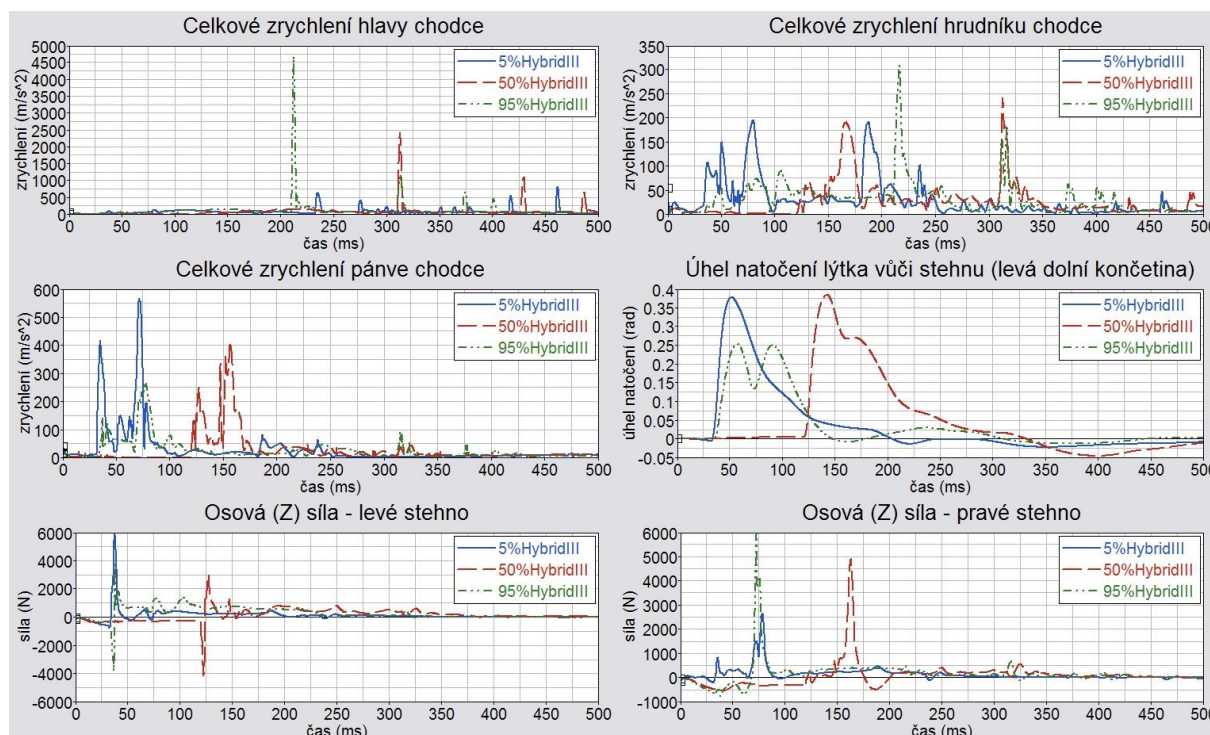 Celkové zrychlení hlavy chodce
zrychlení (m/s^2)
5000
4500
4000
3500
3000
2500
2000
1500
1000
500
0
0 50 100 150 200 250 300 350 400 450 500
čas (ms)
5%HybridIII
50%HybridIII
95%HybridIII
Celkové zrychlení hrudníku chodce
zrychlení (m/s^2)
350
300
250
200
150
100
50
0
0 50 100 150 200 250 300 350 400 450 500
čas (ms)
5%HybridIII
50%HybridIII
95%HybridIII
Celkové zrychlení pánve chodce
zrychlení (m/s^2)
600
500
400
300
200
100
0
0 50 100 150 200 250 300 350 400 450 500
čas (ms)
5%HybridIII
50%HybridIII
95%HybridIII
Úhel natočení lýtka vůči stehnu (levá dolní končetina)
úhel natočení (rad)
0.4
0.35
0.3
0.25
0.15
0.1
0.05
0
-0.05
0 50 100 150 200 250 300 350 400 450 500
čas (ms)
5%HybridIII
50%HybridIII
95%HybridIII
Osová (Z) síla - levé stehno
síla (N)
6000
4000
2000
0
-2000
-4000
-6000
0 50 100 150 200 250 300 350 400 450 500
čas (ms)
5%HybridIII
50%HybridIII
95%HybridIII
Osová (Z) síla - pravé stehno
síla (N)
6000
5000
4000
3000
2000
1000
0
-1000
0 50 100 150 200 250 300 350 400 450 500
čas (ms)
5%HybridIII
50%HybridIII
95%HybridIII